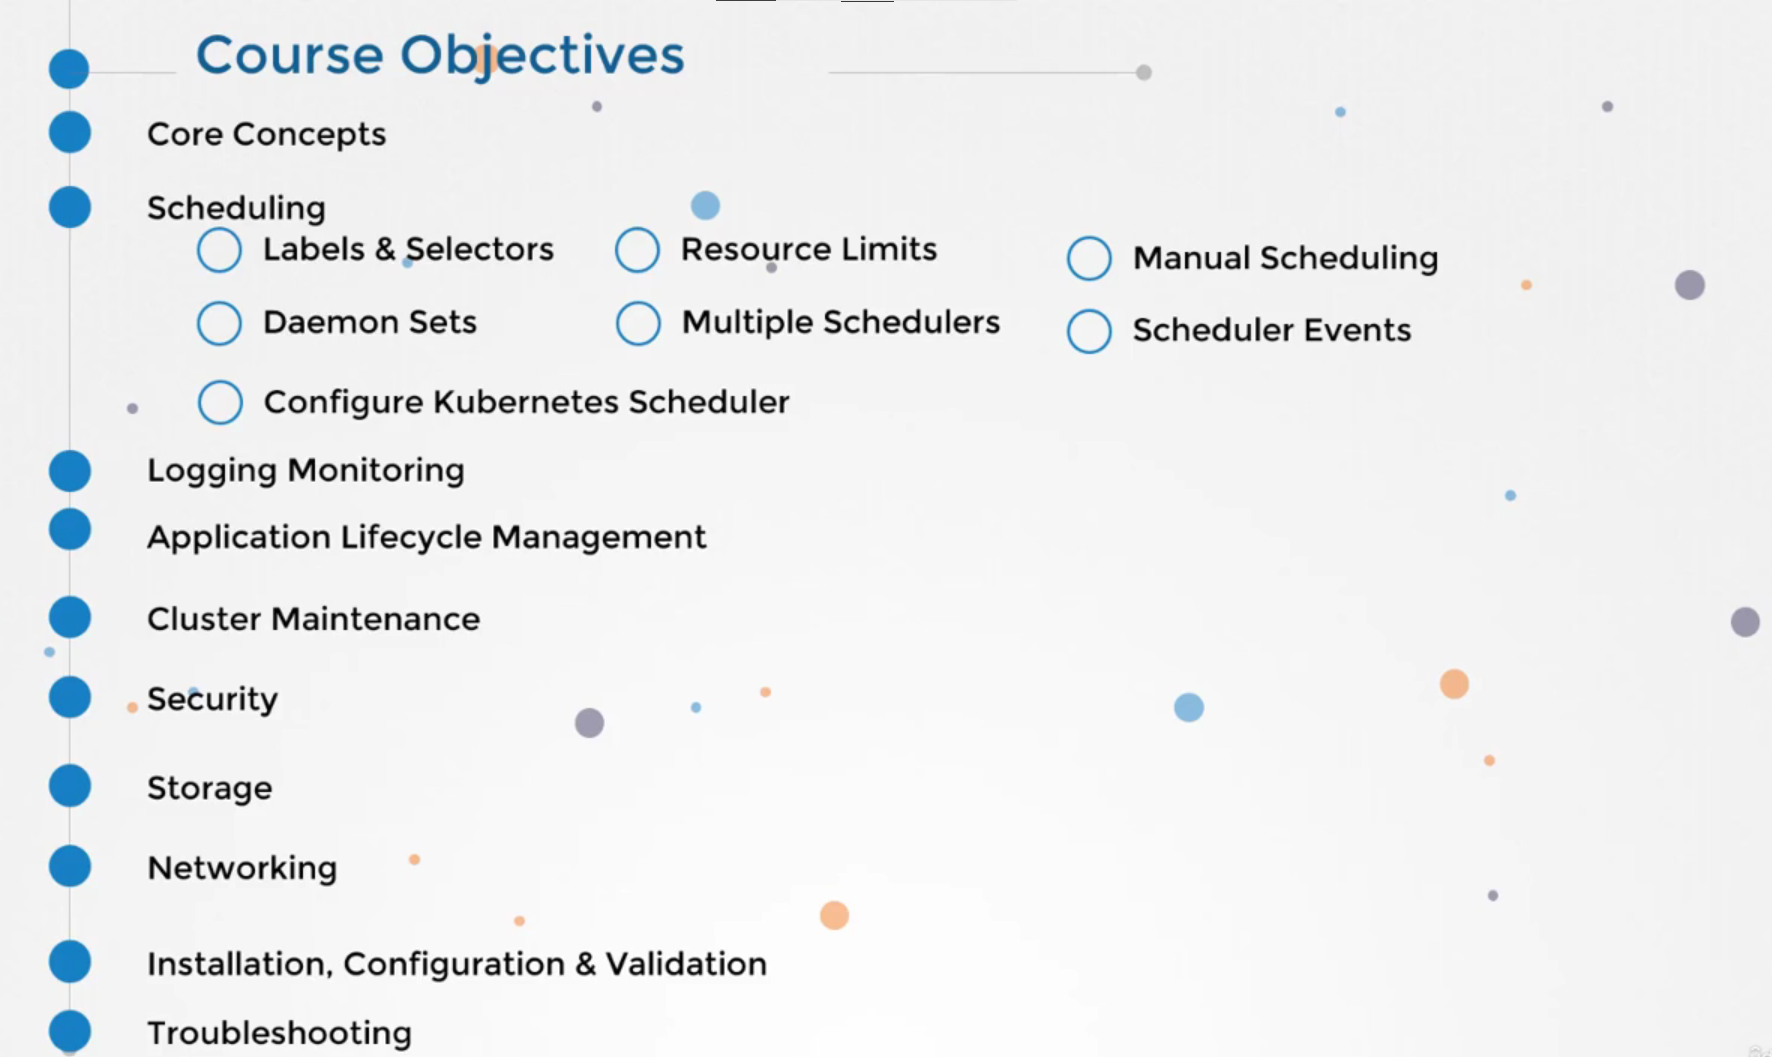 Course Objectives
Core Concepts
Scheduling
Labels & Selectors
Resource Limits
Manual Scheduling
Daemon Sets
Multiple Schedulers
Scheduler Events
Configure Kubernetes Scheduler
Logging Monitoring
Application Lifecycle Management
Cluster Maintenance
Security
Storage
Networking
Installation, Configuration & Validation
Troubleshooting